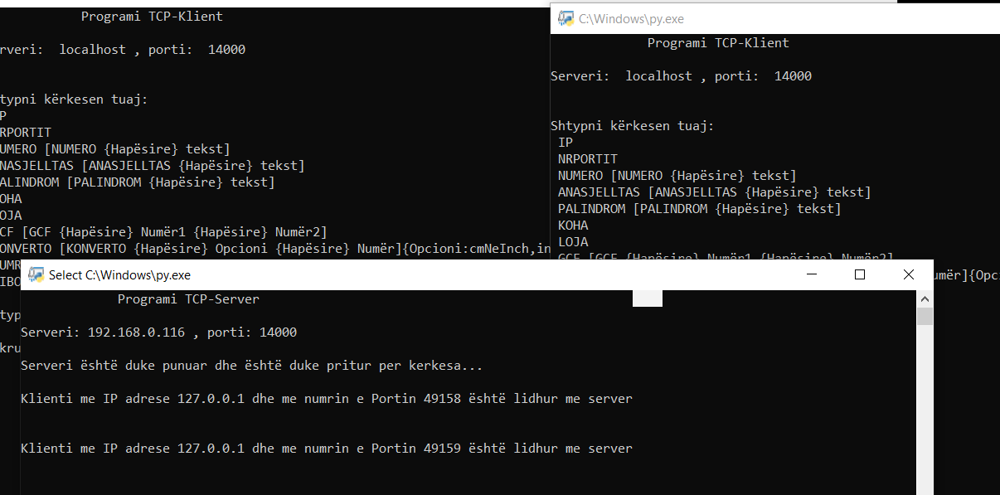 Programi TCP-Klient
rveri:  localhost , porti:  14000
typni kërkesen tuaj:
P
RPORTIT
UMERO [NUMERO {Hapësire} tekst]
NASJELLTAS [ANASJELLTAS {Hapësire} tekst]
ALINDROM [PALINDROM {Hapësire} tekst]
OHA
OJA
CF [GCF {Hapësire} Numër1 {Hapësire} Numër2]
ONVERTO [KONVERTO {Hapësire} Opcioni {Hapësire} Numër]{Opcioni:cmNeInch,in
UMR
IBO
typ
kru
C:\Windows\py.exe
Programi TCP-Klient
Serveri:  localhost , porti:  14000
Shtypni kërkesen tuaj:
IP
NRPORTIT
NUMERO [NUMERO {Hapësire} tekst]
ANASJELLTAS [ANASJELLTAS {Hapësire} tekst]
PALINDROM [PALINDROM {Hapësire} tekst]
KOHA
LOJA
GCF [GCF {Hapësire} Numër1 {Hapësire} Numër2]
umër]{Opc
Select C:\Windows\py.exe
Programi TCP-Server
Serveri: 192.168.0.116 , porti: 14000
Serveri është duke punuar dhe është duke pritur per kerkesa...
Klienti me IP adrese 127.0.0.1 dhe me numrin e Portin 49158 është lidhur me server
Klienti me IP adrese 127.0.0.1 dhe me numrin e Portin 49159 është lidhur me server